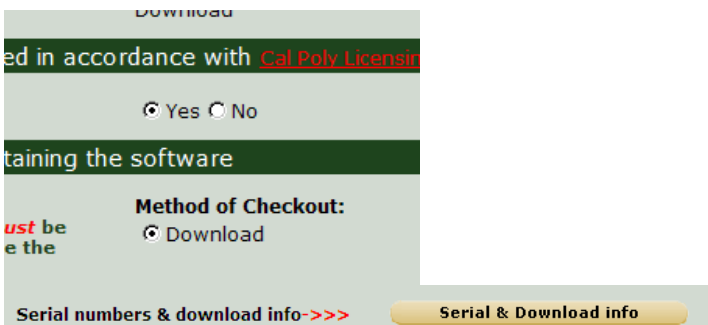 Download
ed in accordance with Cal Poly Licensin
Yes No
taining the software
Method of Checkout:
ust be
Download
e the
Serial numbers & download info->>>
Serial & Download info